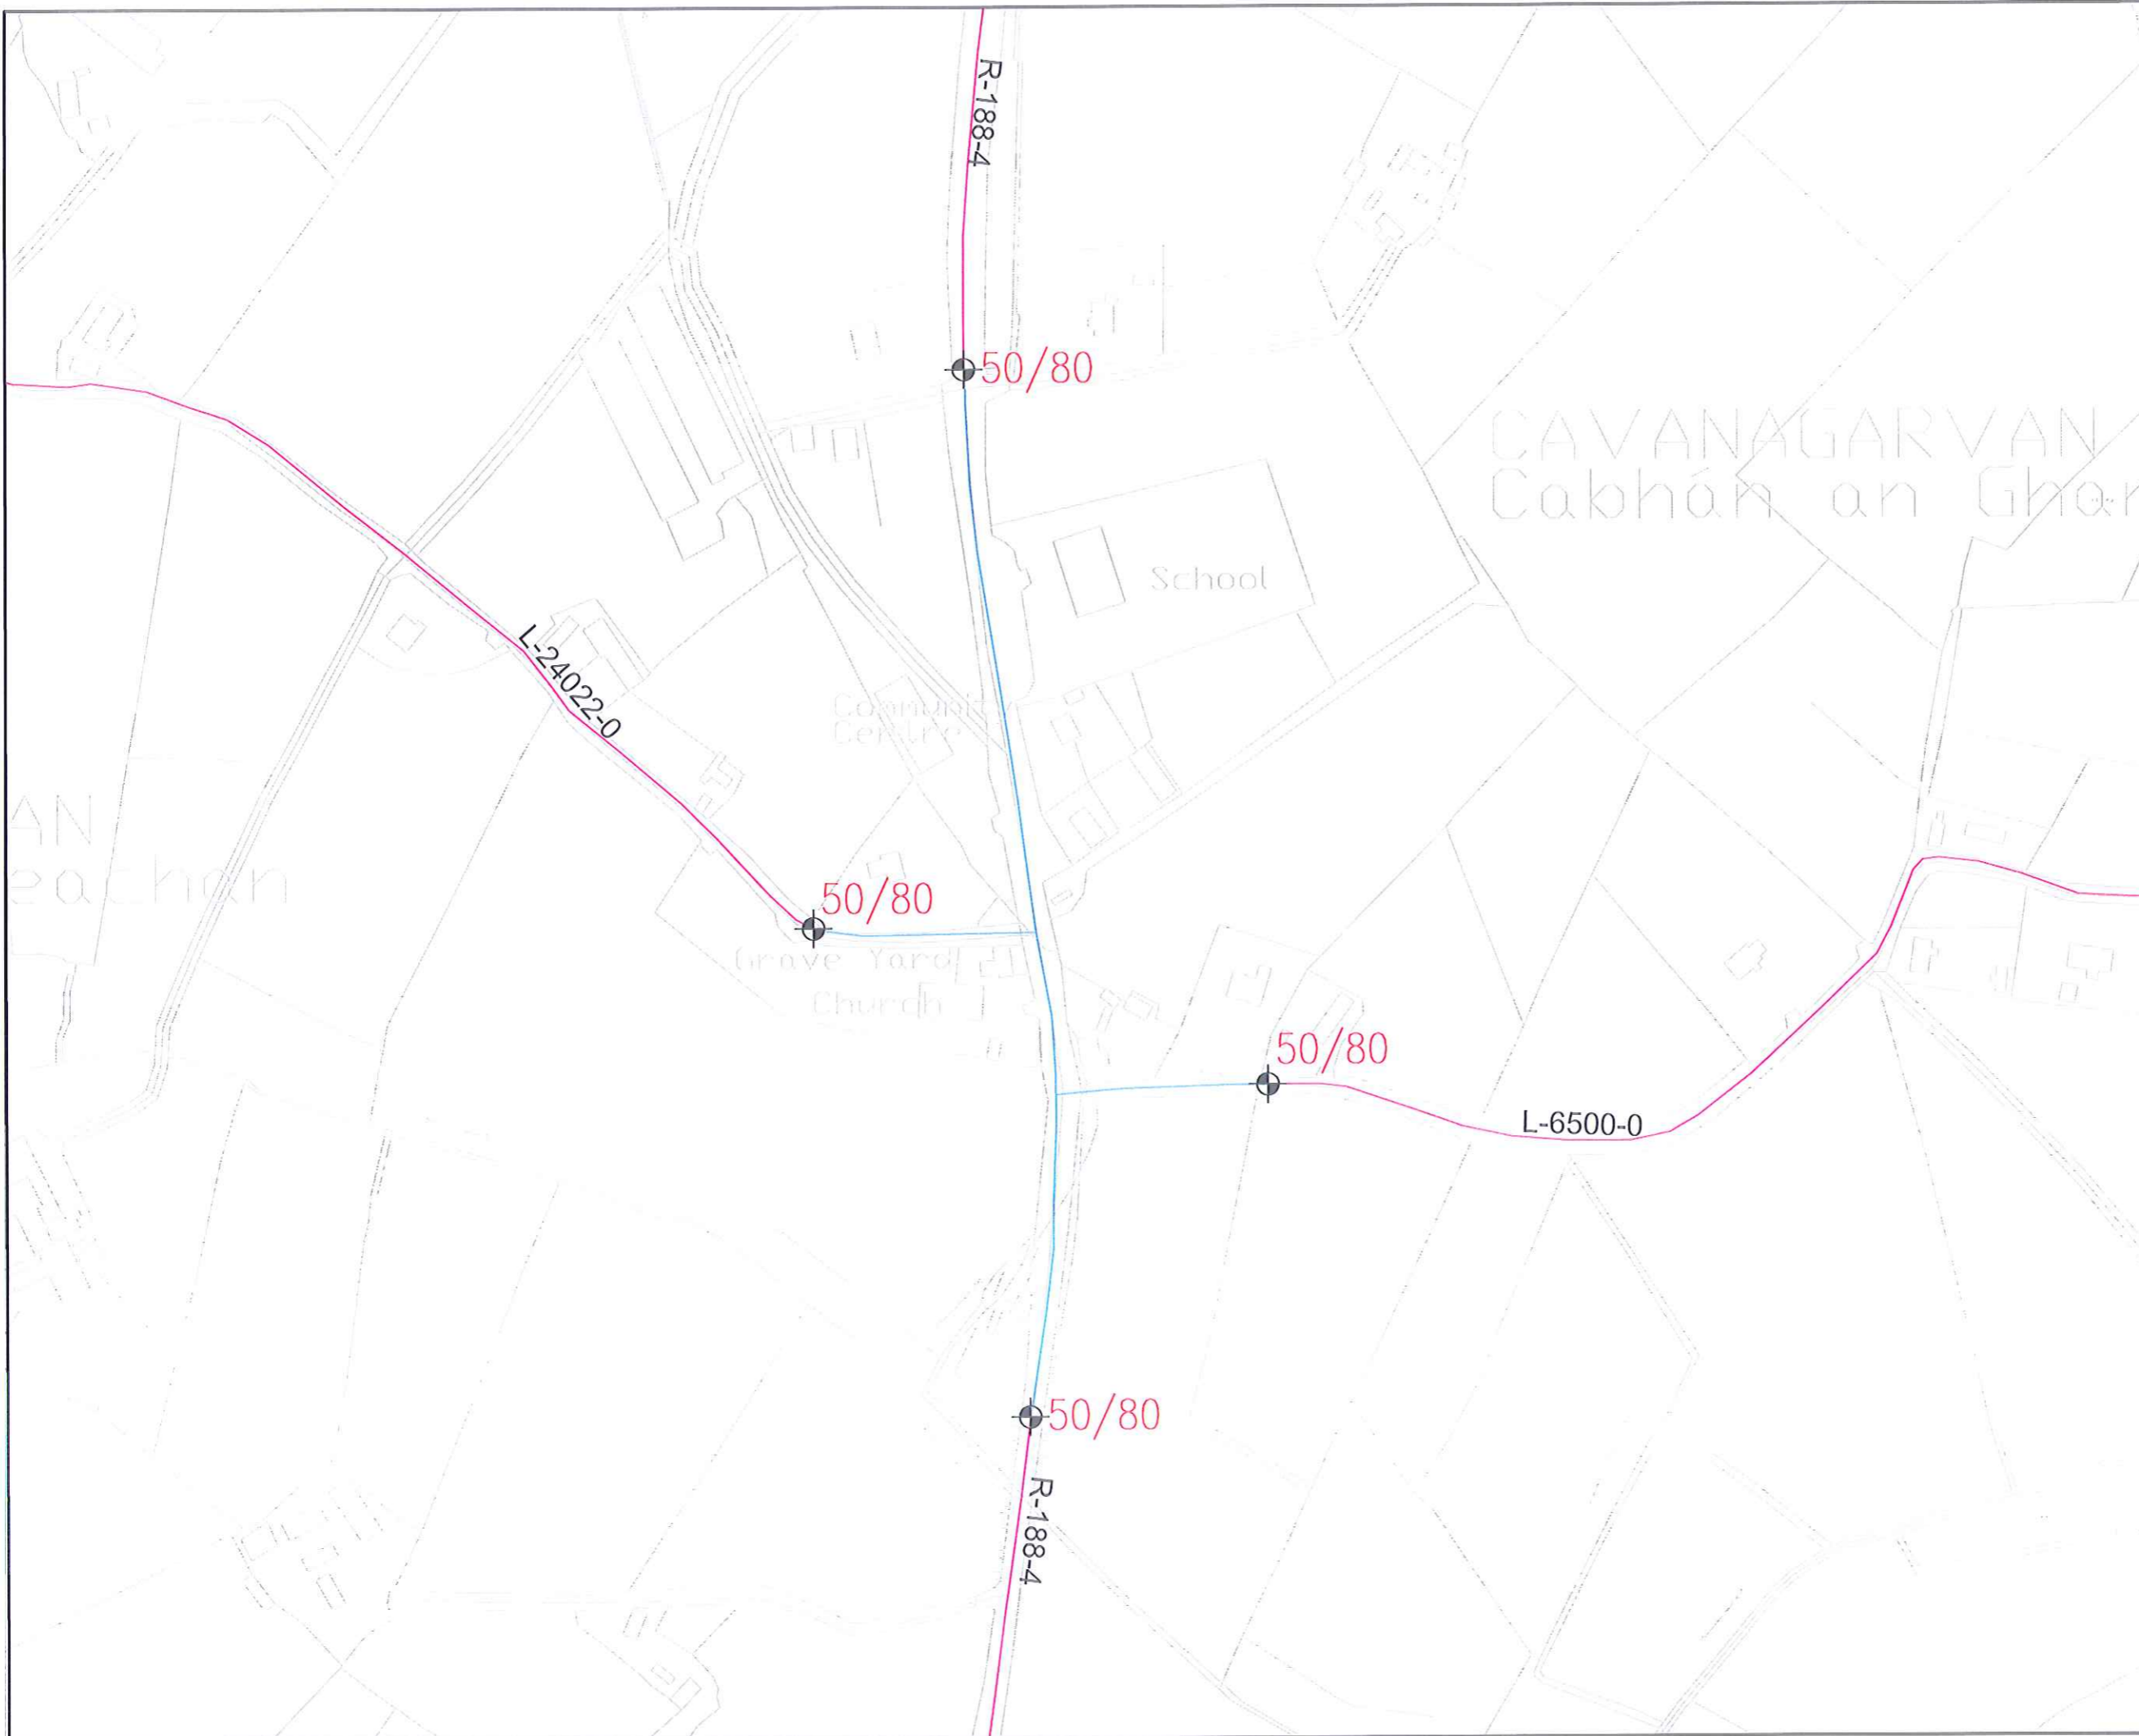 R-188-4
50/80
CAVANAGARVAN
Cabhán an Ghar
School
L-24022-0
Community
Centre
AN
eachan
50/80
Grave Yard
Church
50/80
L-6500-0
50/80
R-188-4